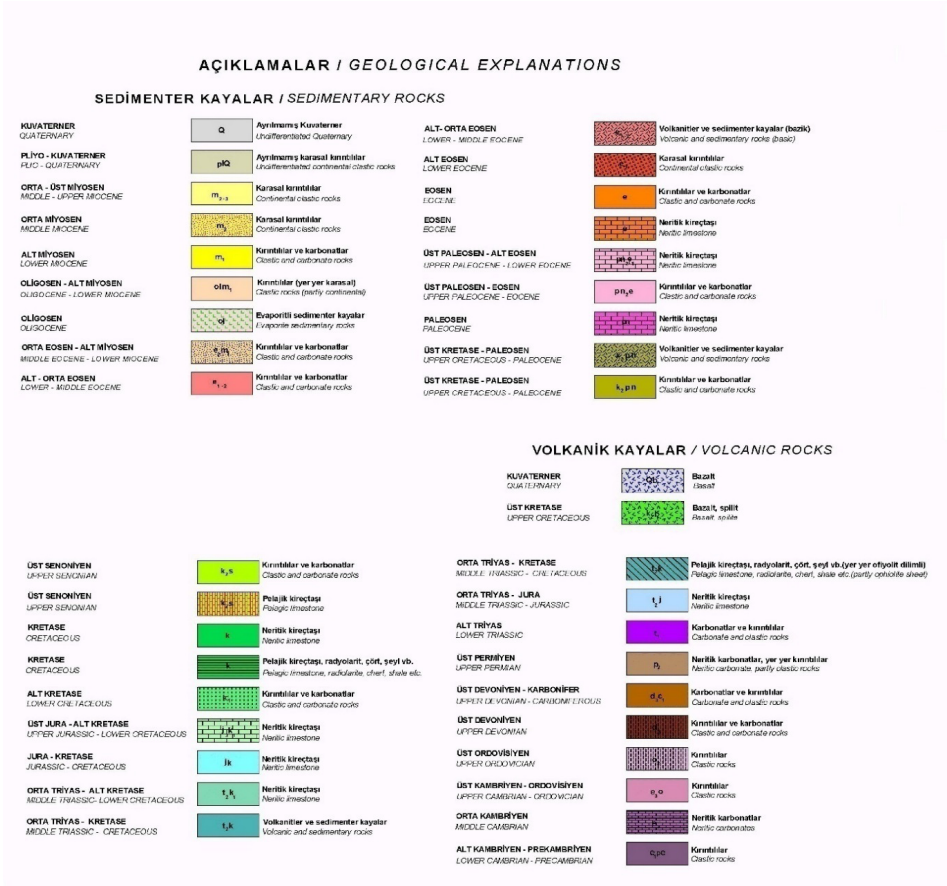 AÇIKLAMALAR / GEOLOGICAL EXPLANATIONS
SEDİMENTER KAYALAR / SEDIMENTARY ROCKS
KUVATERNER
QUATERNARY
Q
Ayrılmamış Kuvaterner
Undifferentiated Quaternary
PLİYO - KUVATERNER
PLIO - QUATERNARY
plQ
Ayrılmamış karasal kırıntılılar
Undifferentiated continental clastic rocks
ORTA - ÜST MİYOSEN
MIDDLE - UPPER MIOCENE
m2-3
Karasal kırıntılılar
Continental clastic rocks
ORTA MİYOSEN
MIDDLE MIOCENE
m2
Karasal kırıntılılar
Continental clastic rocks
ALT MİYOSEN
LOWER MIOCENE
m1
Kırıntılılar ve karbonatlar
Clastic and carbonate rocks
OLİGOSEN - ALT MİYOSEN
OLIGOCENE - LOWER MIOCENE
olm1
Kırıntılılar (yer yer karasal)
Clastic rocks (partly continental)
OLİGOSEN
OLIGOCENE
ol
Evaporitli sedimenter kayalar
Evaporite sedimentary rocks
ORTA EOSEN - ALT MİYOSEN
MIDDLE EOCENE - LOWER MIOCENE
e2m1
Kırıntılılar ve karbonatlar
Clastic and carbonate rocks
ALT - ORTA EOSEN
LOWER - MIDDLE EOCENE
e1-2
Kırıntılılar ve karbonatlar
Clastic and carbonate rocks
ALT- ORTA EOSEN
LOWER - MIDDLE EOCENE
Volkanitler ve sedimenter kayalar (bazik)
Volcanic and sedimentary rocks (basic)
ALT EOSEN
LOWER EOCENE
Karasal kırıntılılar
Continental clastic rocks
EOSEN
EOCENE
e
Kırıntılılar ve karbonatlar
Clastic and carbonate rocks
EOSEN
EOCENE
Neritik kireçtaşı
Neritic limestone
ÜST PALEOSEN - ALT EOSEN
UPPER PALEOCENE - LOWER EOCENE
Neritik kireçtaşı
Neritic limestone
ÜST PALEOSEN - EOSEN
UPPER PALEOCENE - EOCENE
pn2e
Kırıntılılar ve karbonatlar
Clastic and carbonate rocks
PALEOSEN
PALEOCENE
Neritik kireçtaşı
Neritic limestone
ÜST KRETASE - PALEOSEN
UPPER CRETACEOUS - PALEOCENE
k2pn
Volkanitler ve sedimenter kayalar
Volcanic and sedimentary rocks
ÜST KRETASE - PALEOSEN
UPPER CRETACEOUS - PALEOCENE
k2pn
Kırıntılılar ve karbonatlar
Clastic and carbonate rocks
VOLKANİK KAYALAR / VOLCANIC ROCKS
KUVATERNER
QUATERNARY
Bazalt
Basalt
ÜST KRETASE
UPPER CRETACEOUS
Bazalt, spilit
Basalt, spilite
ÜST SENONİYEN
UPPER SENONIAN
k2s
Kırıntılılar ve karbonatlar
Clastic and carbonate rocks
ÜST SENONİYEN
UPPER SENONIAN
k2s
Pelajik kireçtaşı
Pelagic limestone
KRETASE
CRETACEOUS
k
Neritik kireçtaşı
Neritic limestone
KRETASE
CRETACEOUS
k
Pelajik kireçtaşı, radyolarit, çört, şeyl vb.
Pelagic limestone, radiolarite, chert, shale etc.
ALT KRETASE
LOWER CRETACEOUS
k1
Kırıntılılar ve karbonatlar
Clastic and carbonate rocks
ÜST JURA - ALT KRETASE
UPPER JURASSIC - LOWER CRETACEOUS
Neritik kireçtaşı
Neritic limestone
JURA - KRETASE
JURASSIC - CRETACEOUS
jk
Neritik kireçtaşı
Neritic limestone
ORTA TRİYAS - ALT KRETASE
MIDDLE TRIASSIC- LOWER CRETACEOUS
t2k1
Neritik kireçtaşı
Neritic limestone
ORTA TRİYAS - KRETASE
MIDDLE TRIASSIC - CRETACEOUS
t2k
Volkanitler ve sedimenter kayalar
Volcanic and sedimentary rocks
ORTA TRİYAS - KRETASE
MIDDLE TRIASSIC - CRETACEOUS
t2k
Pelajik kireçtaşı, radyolarit, çört, şeyl vb.(yer yer ofiyolit dilimli)
Pelagic limestone, radiolarite, chert, shale etc.(partly ophiolite sheet)
ORTA TRİYAS - JURA
MIDDLE TRIASSIC - JURASSIC
t2j
Neritik kireçtaşı
Neritic limestone
ALT TRİYAS
LOWER TRIASSIC
Karbonatlar ve kırıntılılar
Carbonate and clastic rocks
ÜST PERMİYEN
UPPER PERMIAN
p2
Neritik karbonatlar, yer yer kırıntılılar
Neritic carbonate, partly clastic rocks
ÜST DEVONİYEN - KARBONİFER
UPPER DEVONIAN - CARBONIFEROUS
d3c1
Karbonatlar ve kırıntılılar
Carbonate and clastic rocks
ÜST DEVONİYEN
UPPER DEVONIAN
Kırıntılılar ve karbonatlar
Clastic and carbonate rocks
ÜST ORDOVİSİYEN
UPPER ORDOVICIAN
Kırıntılılar
Clastic rocks
ÜST KAMBRİYEN - ORDOVİSİYEN
UPPER CAMBRIAN - ORDOVICIAN
Kırıntılılar
Clastic rocks
ORTA KAMBRİYEN
MIDDLE CAMBRIAN
Neritik karbonatlar
Neritic carbonates
ALT KAMBRİYEN - PREKAMBRİYEN
LOWER CAMBRIAN - PRECAMBRIAN
Kırıntılılar
Clastic rocks